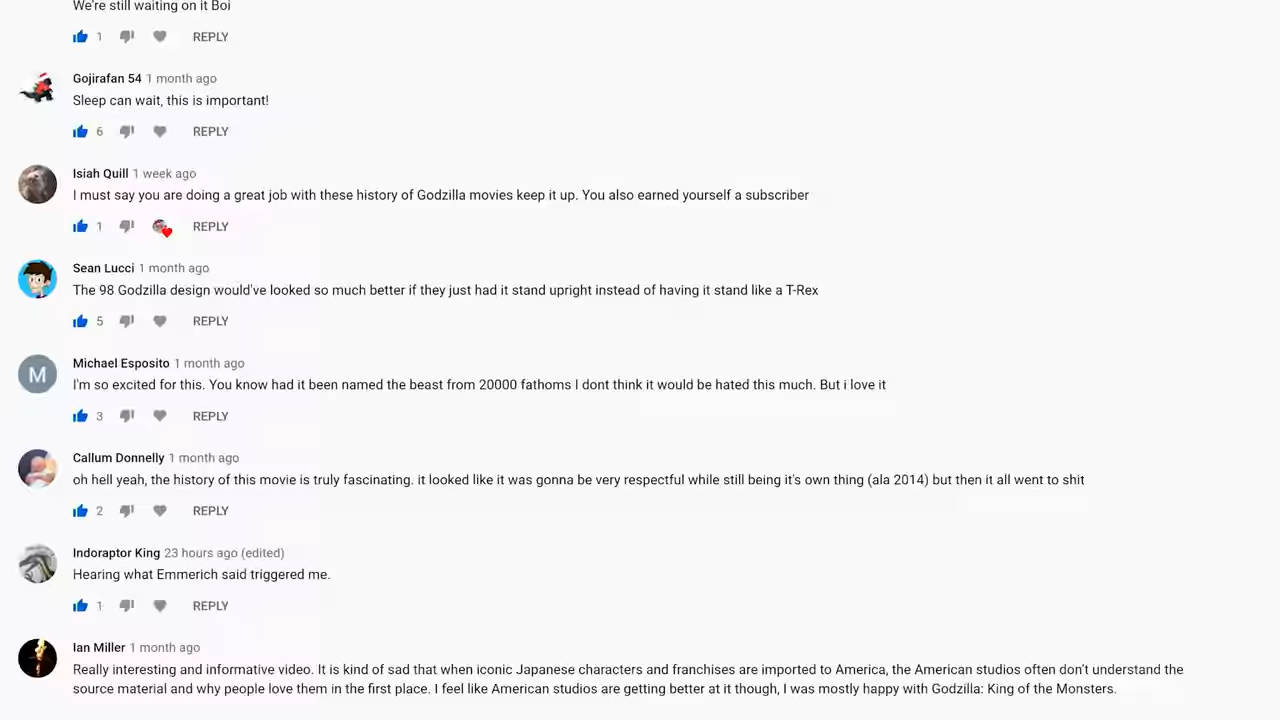 We're still waiting on it Boi
1 REPLY
Gojirafan 54 1 month ago
Sleep can wait, this is important!
6 REPLY
Isiah Quill 1 week ago
I must say you are doing a great job with these history of Godzilla movies keep it up. You also earned yourself a subscriber
1 REPLY
Sean Lucci 1 month ago
The 98 Godzilla design would've looked so much better if they just had it stand upright instead of having it stand like a T-Rex
5 REPLY
M
Michael Esposito 1 month ago
I'm so excited for this. You know had it been named the beast from 20000 fathoms I dont think it would be hated this much. But i love it
3 REPLY
Callum Donnelly 1 month ago
oh hell yeah, the history of this movie is truly fascinating. it looked like it was gonna be very respectful while still being it's own thing (ala 2014) but then it all went to shit
2 REPLY
Indoraptor King 23 hours ago (edited)
Hearing what Emmerich said triggered me.
1 REPLY
Ian Miller 1 month ago
Really interesting and informative video. It is kind of sad that when iconic Japanese characters and franchises are imported to America, the American studios often don't understand the
source material and why people love them in the first place. I feel like American studios are getting better at it though, I was mostly happy with Godzilla: King of the Monsters.